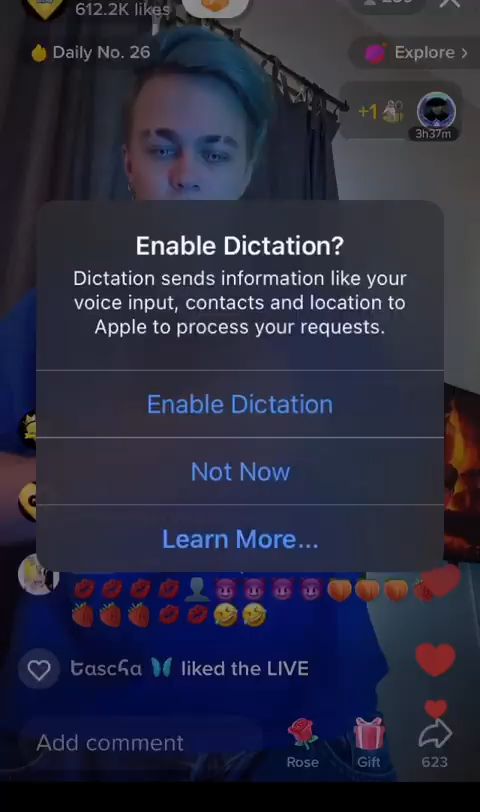 612.2K likes
Daily No. 26
Explore >
+1
3h37m
Enable Dictation?
Dictation sends information like your
voice input, contacts and location to
Apple to process your requests.
Enable Dictation
Not Now
Learn More...
liked the LIVE
Add comment
Rose
Gift
623